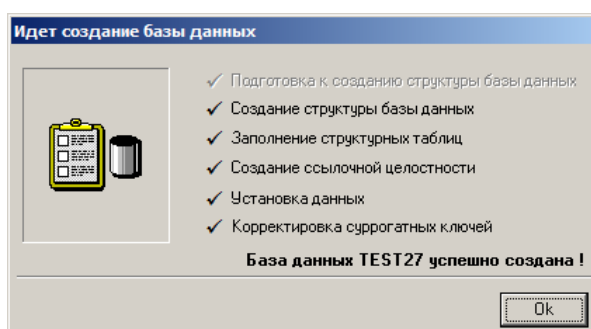 Идет создание базы данных
Подготовка к созданию структуры базы данных
Создание структуры базы данных
Заполнение структурных таблиц
Создание ссылочной целостности
Установка данных
Корректировка суррогатных ключей
База данных TEST27 успешно создана !
Ok